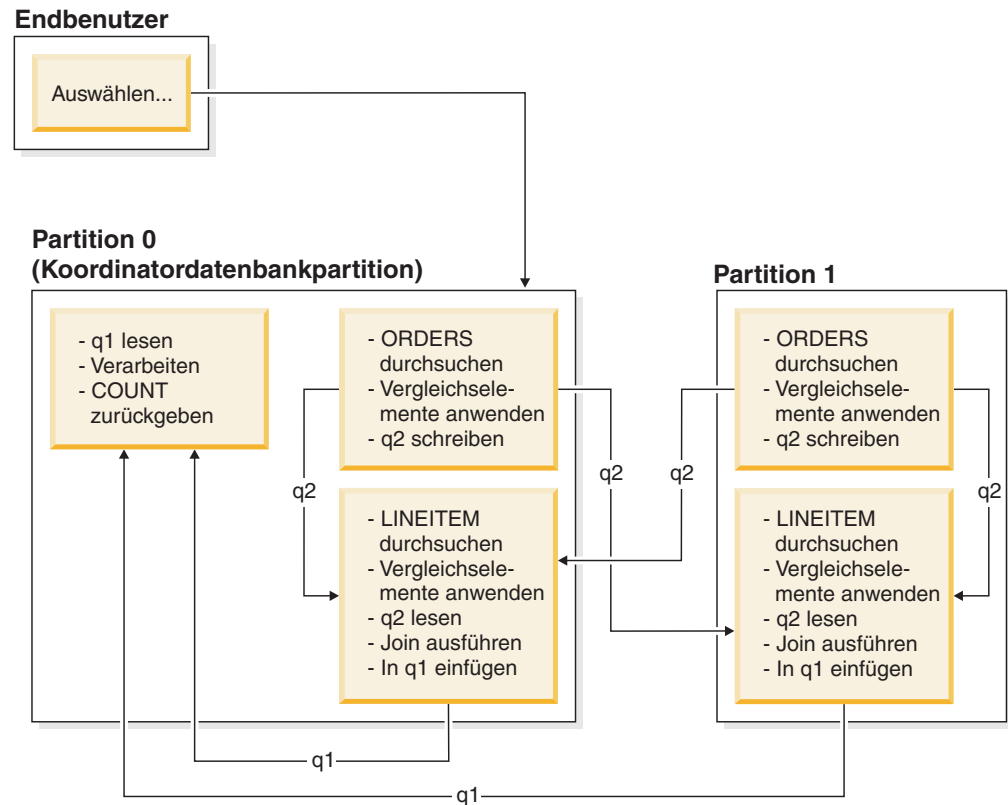 Endbenutzer
Auswählen...
Partition 0
(Koordinatordatenbankpartition)
- q1 lesen
- Verarbeiten
- COUNT
zurückgeben
- ORDERS
durchsuchen
- Vergleichsele-
mente anwenden
- q2 schreiben
q2
- LINEITEM
durchsuchen
- Vergleichsele-
mente anwenden
- q2 lesen
- Join ausführen
- In q1 einfügen
q2
q2
Partition 1
- ORDERS
durchsuchen
- Vergleichsele-
mente anwenden
- q2 schreiben
q2
- LINEITEM
durchsuchen
- Vergleichsele-
mente anwenden
- q2 lesen
- Join ausführen
- In q1 einfügen
q1
q1